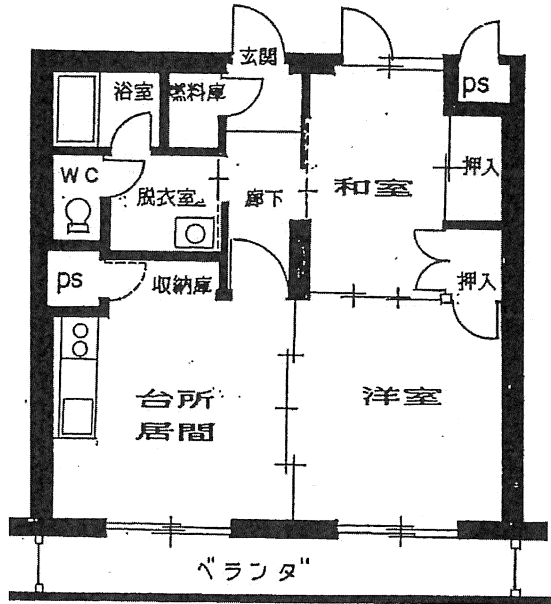 玄関
浴室
燃料庫
ps
WC
脱衣室
廊下
和室
押入
ps
収納庫
押入
台所
居間
洋室
ベランダ